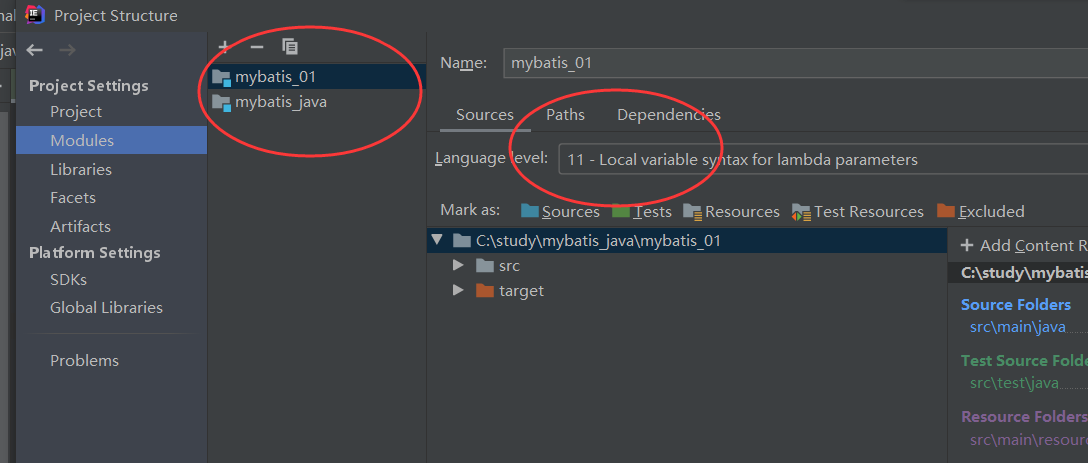 Project Structure
Project Settings
Project
Modules
Libraries
Facets
Artifacts
Platform Settings
SDKs
Global Libraries
Problems
mybatis_01
mybatis_java
Name: mybatis_01
Sources Paths Dependencies
Language level: 11 - Local variable syntax for lambda parameters
Mark as: Sources Tests Resources Test Resources Excluded
C:\study\mybatis_java\mybatis_01
src
target
+ Add Content R
C:\study\mybatis
Source Folders
src\main\java
Test Source Folde
src\test\java
Resource Folders
src\main\resourc